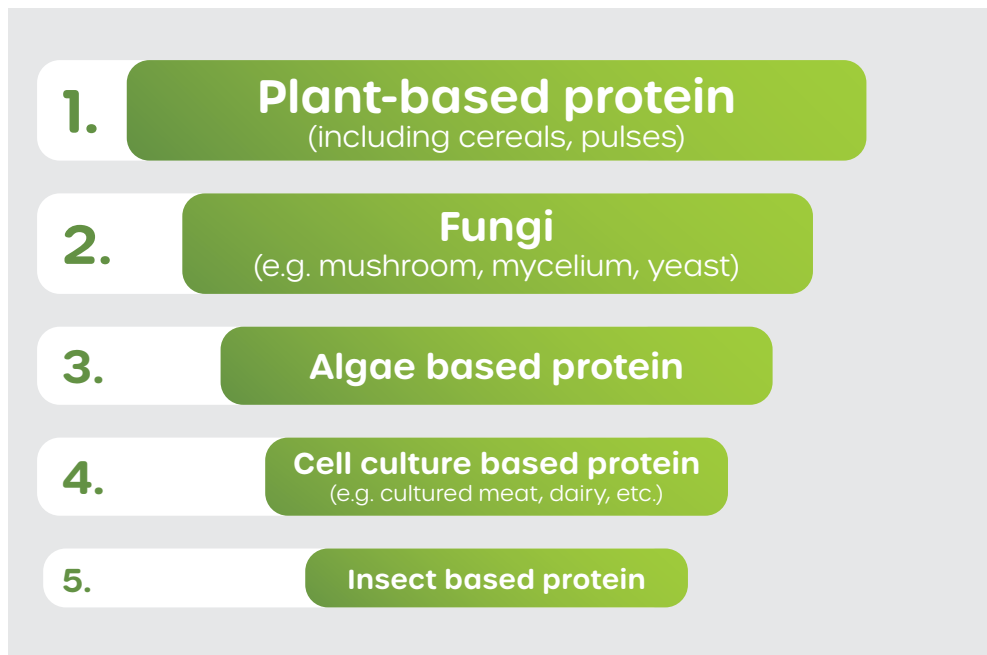 1.
Plant-based protein
(including cereals, pulses)
2.
Fungi
(e.g. mushroom, mycelium, yeast)
3.
Algae based protein
4.
Cell culture based protein
(e.g. cultured meat, dairy, etc.)
5.
Insect based protein